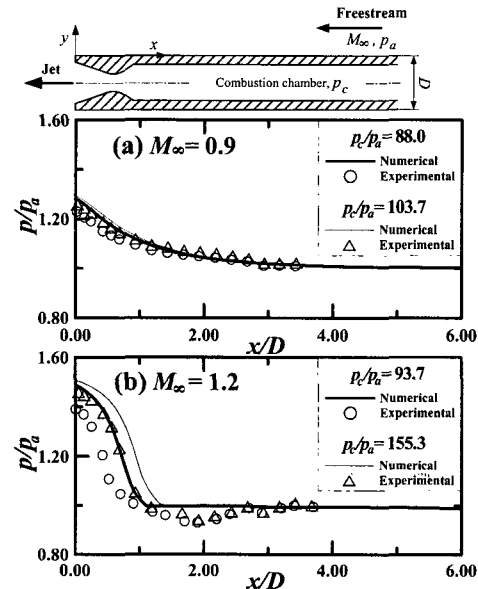 Freestream
y
x
M∞ , pa
Jet
Combustion chamber, pc
D
1.60
(a) M∞ = 0.9
pc/pa = 88.0
Numerical
Experimental
pc/pa = 103.7
Numerical
Experimental
p/pa
1.20
0.80
0.00
2.00
4.00
6.00
x/D
1.60
(b) M∞ = 1.2
pc/pa = 93.7
Numerical
Experimental
pc/pa = 155.3
Numerical
Experimental
p/pa
1.20
0.80
0.00
2.00
4.00
6.00
x/D